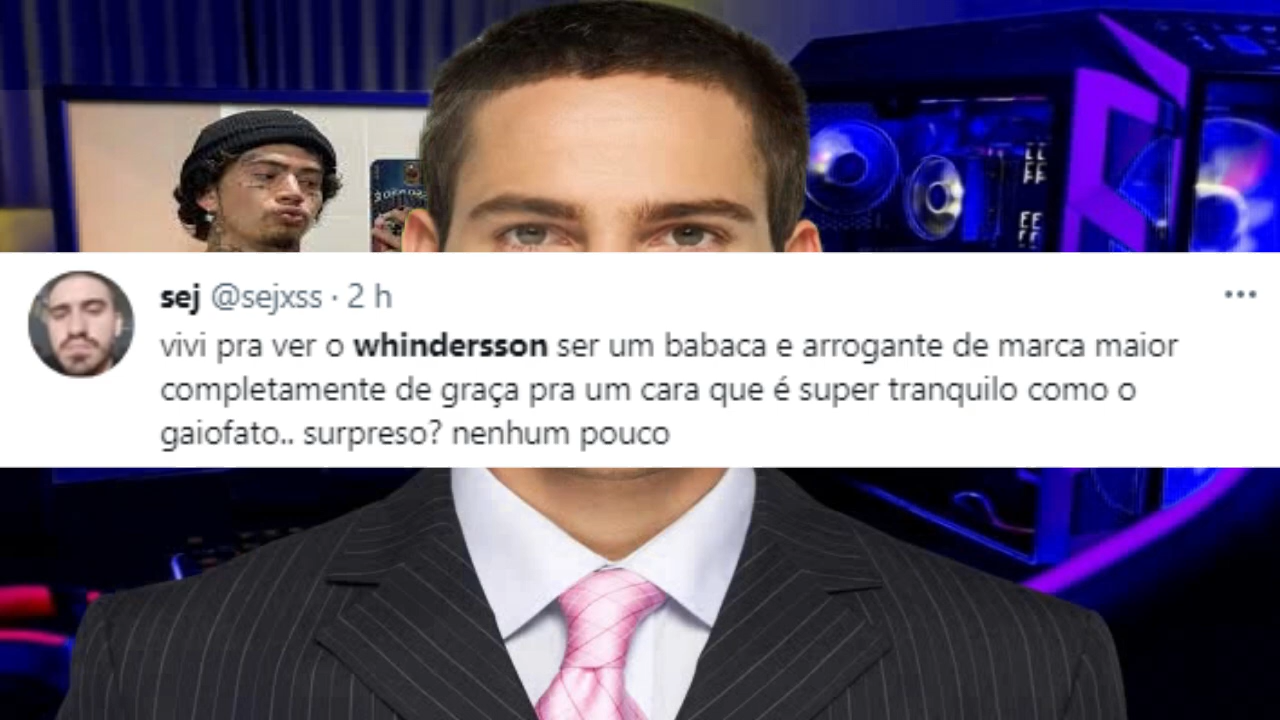 sej @sejxss · 2 h
vivi pra ver o whindersson ser um babaca e arrogante de marca maior
completamente de graça pra um cara que é super tranquilo como o
gaiofato.. surpreso? nenhum pouco